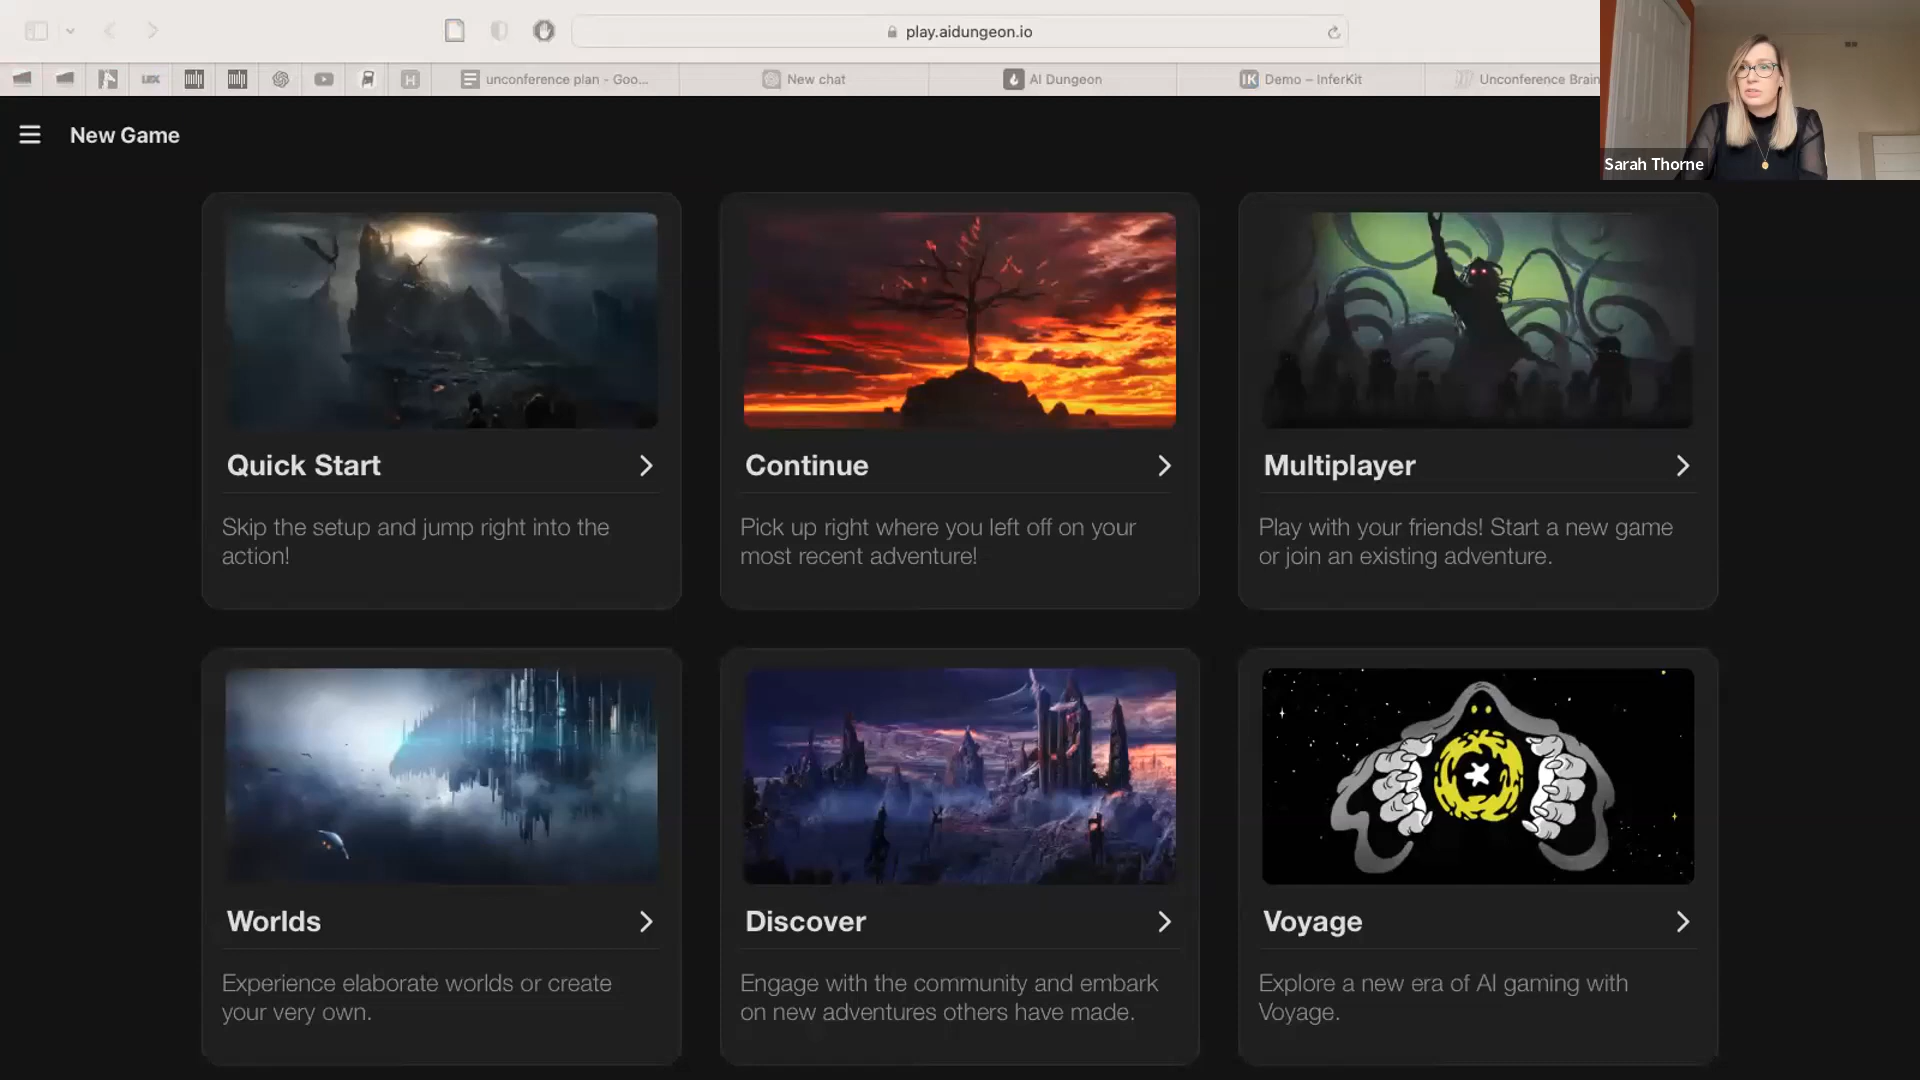 play.aidungeon.io
LEX
mip
mip
H
unconference plan - Goo...
New chat
AI Dungeon
IK
Demo – InferKit
Unconference Brain
Sarah Thorne
New Game
Quick Start
Skip the setup and jump right into the
action!
Continue
Pick up right where you left off on your
most recent adventure!
Multiplayer
Play with your friends! Start a new game
or join an existing adventure.
Worlds
Experience elaborate worlds or create
your very own.
Discover
Engage with the community and embark
on new adventures others have made.
Voyage
Explore a new era of AI gaming with
Voyage.